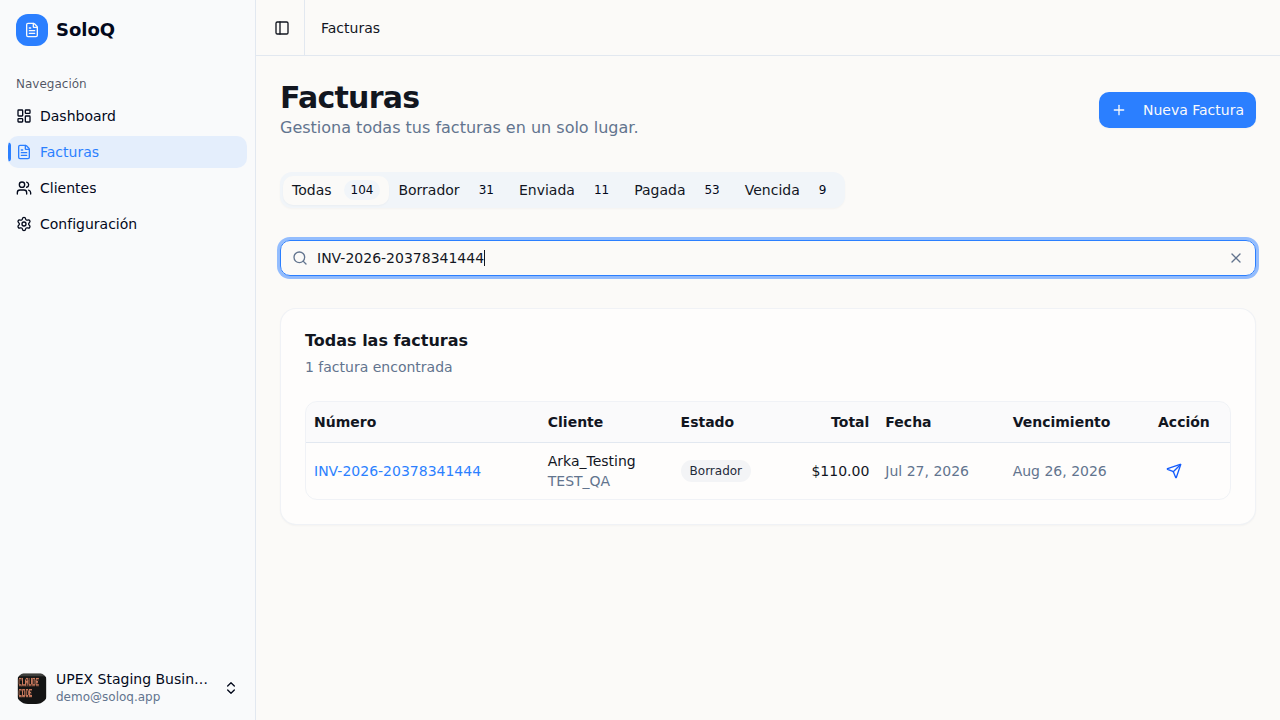 SoloQ
Navegación
Dashboard
Facturas
Clientes
Configuración
CLAUDE
CODE
UPEX Staging Busin...
demo@soloq.app
Facturas
Facturas
Gestiona todas tus facturas en un solo lugar.
Nueva Factura
Todas 104 Borrador 31 Enviada 11 Pagada 53 Vencida 9
INV-2026-20378341444
Todas las facturas
1 factura encontrada
Número Cliente Estado Total Fecha Vencimiento Acción
INV-2026-20378341444 Arka_Testing Borrador $110.00 Jul 27, 2026 Aug 26, 2026
TEST_QA